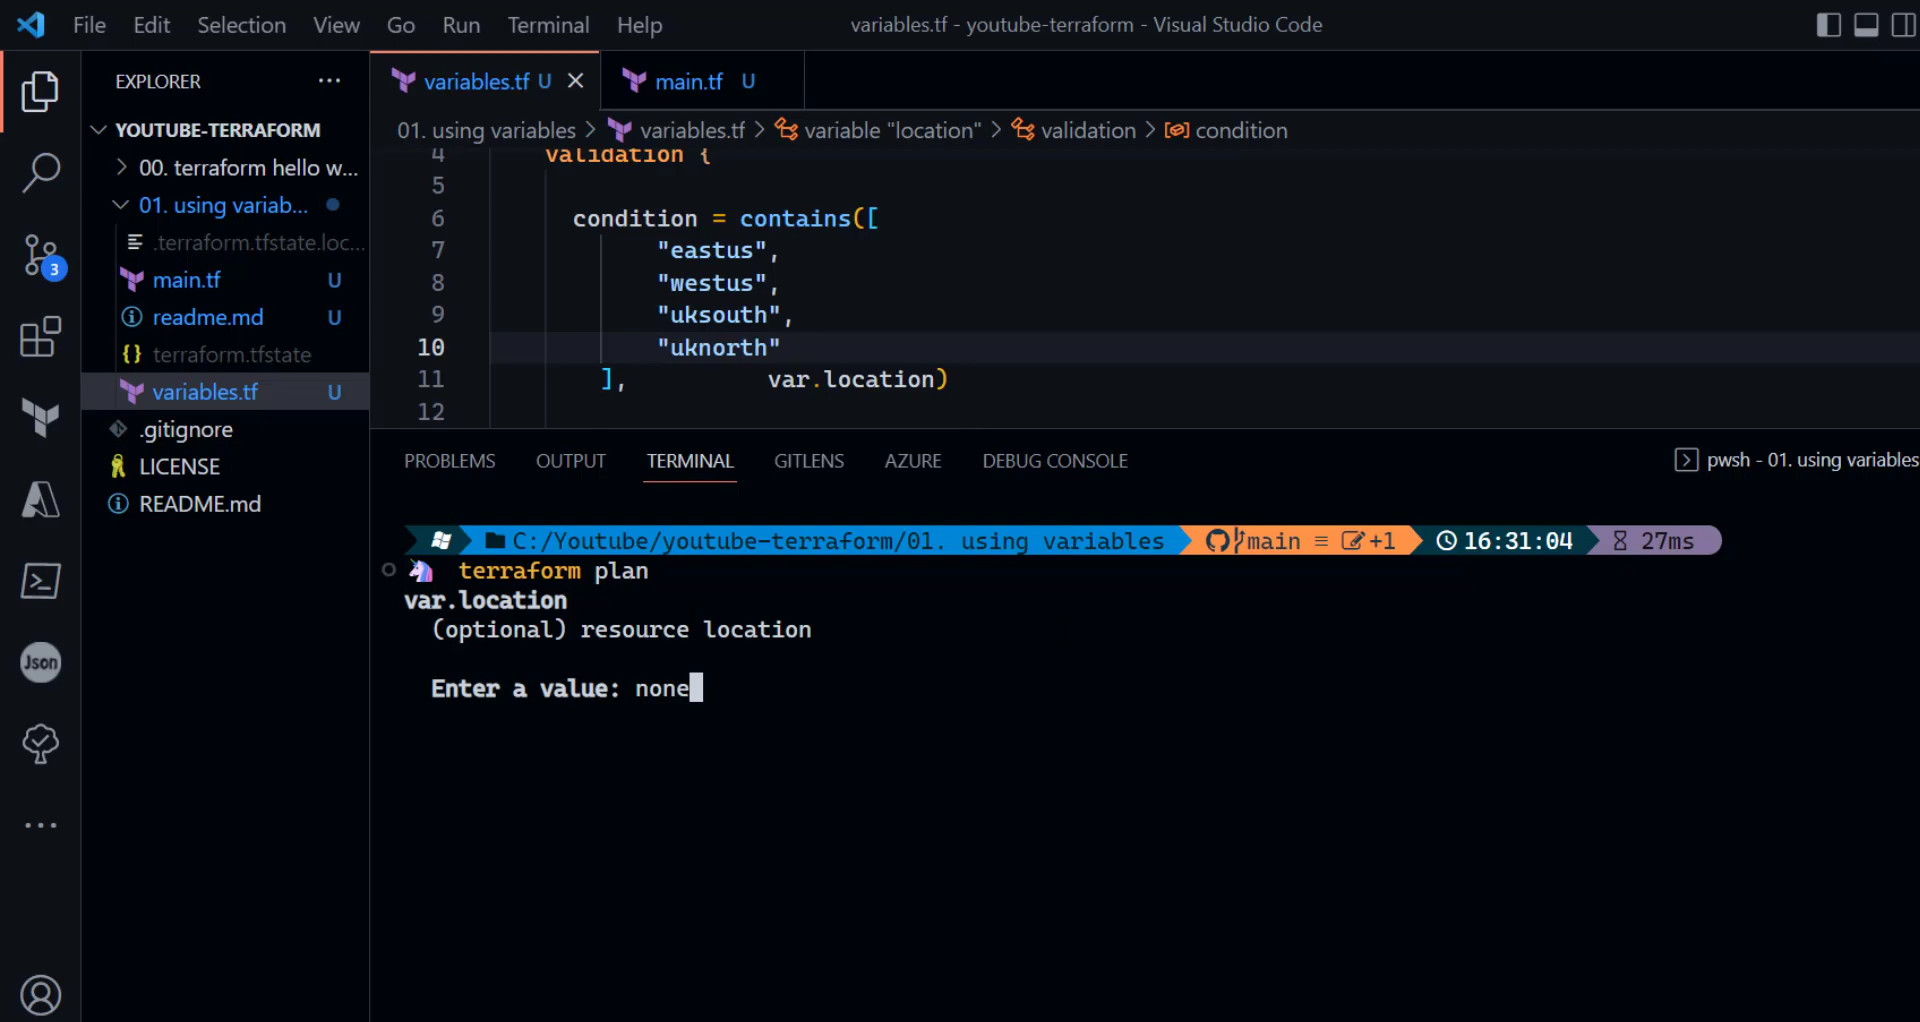 File Edit Selection View Go Run Terminal Help variables.tf - youtube-terraform - Visual Studio Code
EXPLORER ···
YOUTUBE-TERRAFORM
00. terraform hello w...
01. using variab...
.terraform.tfstate.loc...
main.tf U
readme.md U
terraform.tfstate
variables.tf U
.gitignore
LICENSE
README.md
3
Json
variables.tf U main.tf U
01. using variables > variables.tf > variable "location" > validation > condition
4 validation {
5
6 condition = contains([
7 "eastus",
8 "westus",
9 "uksouth",
10 "uknorth"
11 ], var.location)
12
PROBLEMS OUTPUT TERMINAL GITLENS AZURE DEBUG CONSOLE pwsh - 01. using variables
C:/Youtube/youtube-terraform/01. using variables main ≡ +1 16:31:04 27ms
terraform plan
var.location
(optional) resource location
Enter a value: none